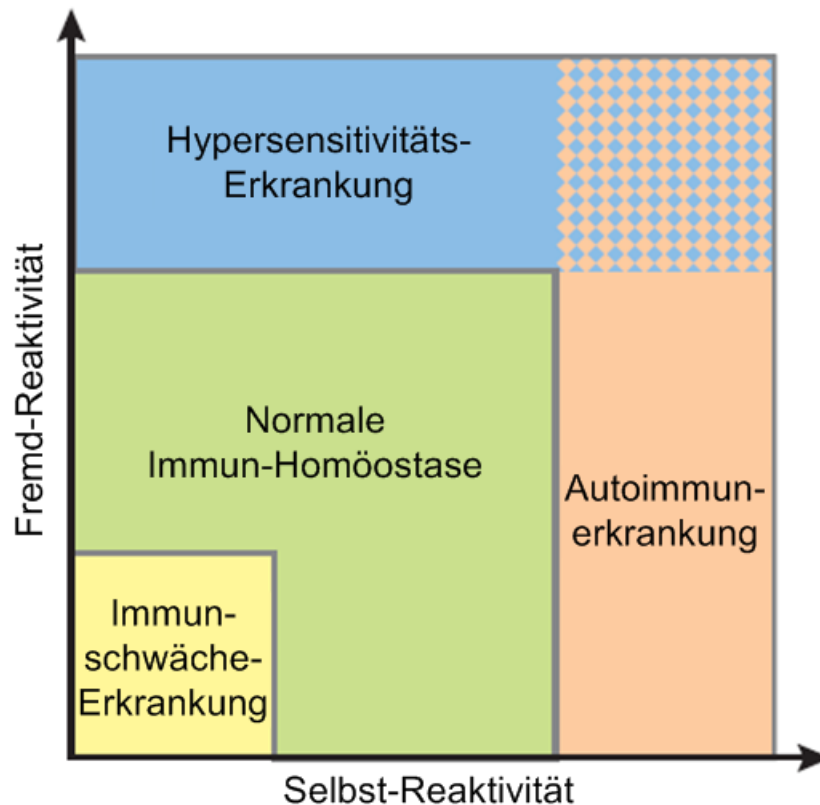 Hypersensitivitäts-
Erkrankung
Fremd-Reaktivität
Normale
Immun-Homöostase
Autoimmun-
erkrankung
Immun-
schwäche-
Erkrankung
Selbst-Reaktivität